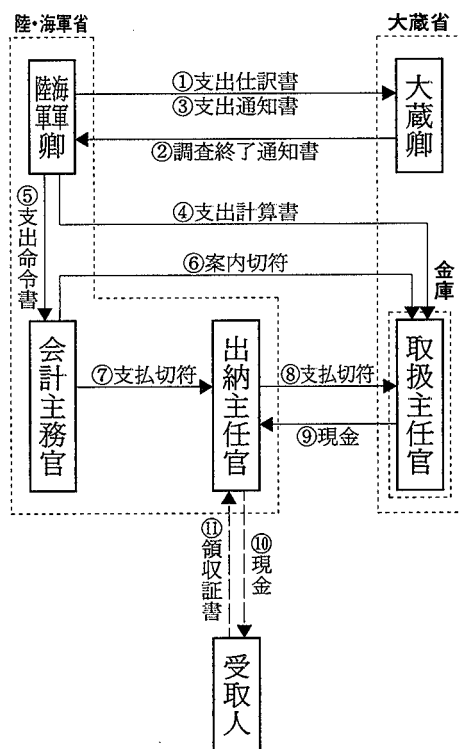 陸・海軍省
大蔵省
陸海軍軍卿
①支出仕訳書
③支出通知書
大蔵卿
②調査終了通知書
⑤支出命令書
④支出計算書
⑥案内切符
金庫
会計主務官
⑦支払切符
出納主任官
⑧支払切符
⑨現金
取扱主任官
⑪領収証書
⑩現金
受取人